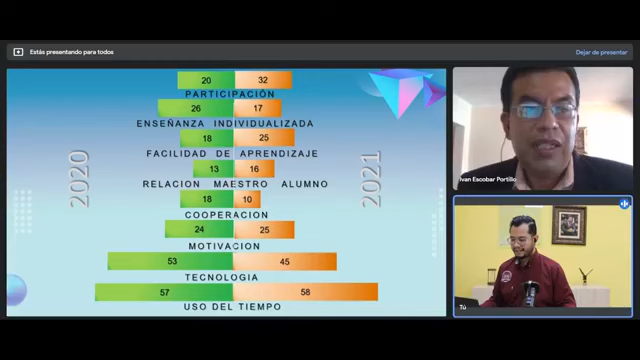 Estás presentando para todos
Dejar de presentar
20 32
PARTICIPACIÓN
26 17
ENSEÑANZA INDIVIDUALIZADA
18 25
FACILIDAD DE APRENDIZAJE
13 16
RELACION MAESTRO ALUMNO
18 10
COOPERACION
24 25
MOTIVACION
53 45
TECNOLOGIA
57 58
USO DEL TIEMPO
2020
2021
Ivan Escobar Portillo
Tú